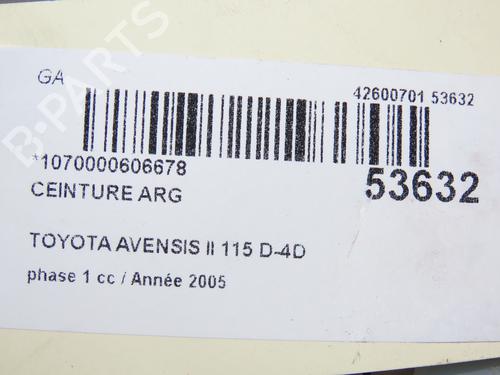 B-PARTS
GA
42600701 53632
*1070000606678
53632
CEINTURE ARG
TOYOTA AVENSIS II 115 D-4D
phase 1 cc / Année 2005